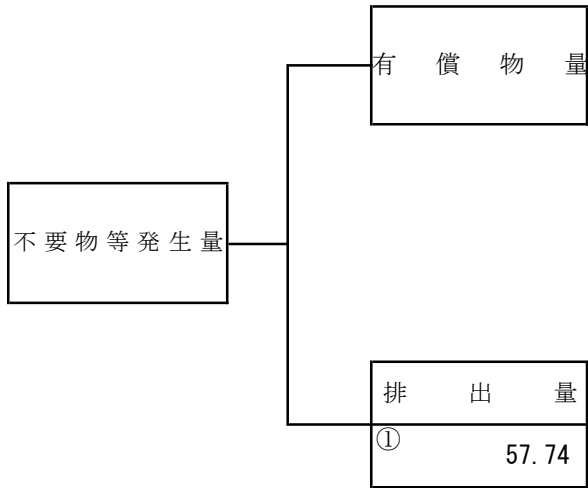 有償物量
不要物等発生量
排出量
①
57.74